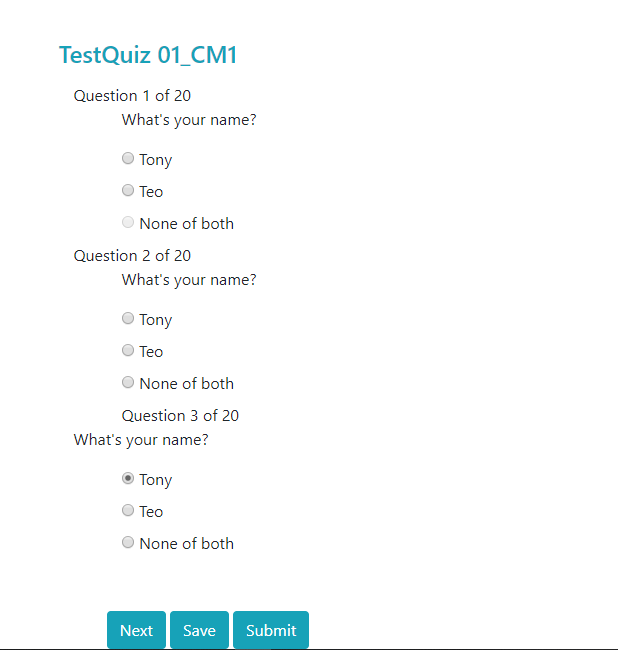 TestQuiz 01_CM1
Question 1 of 20
What's your name?
Tony
Teo
None of both
Question 2 of 20
What's your name?
Tony
Teo
None of both
Question 3 of 20
What's your name?
Tony
Teo
None of both
Next Save Submit